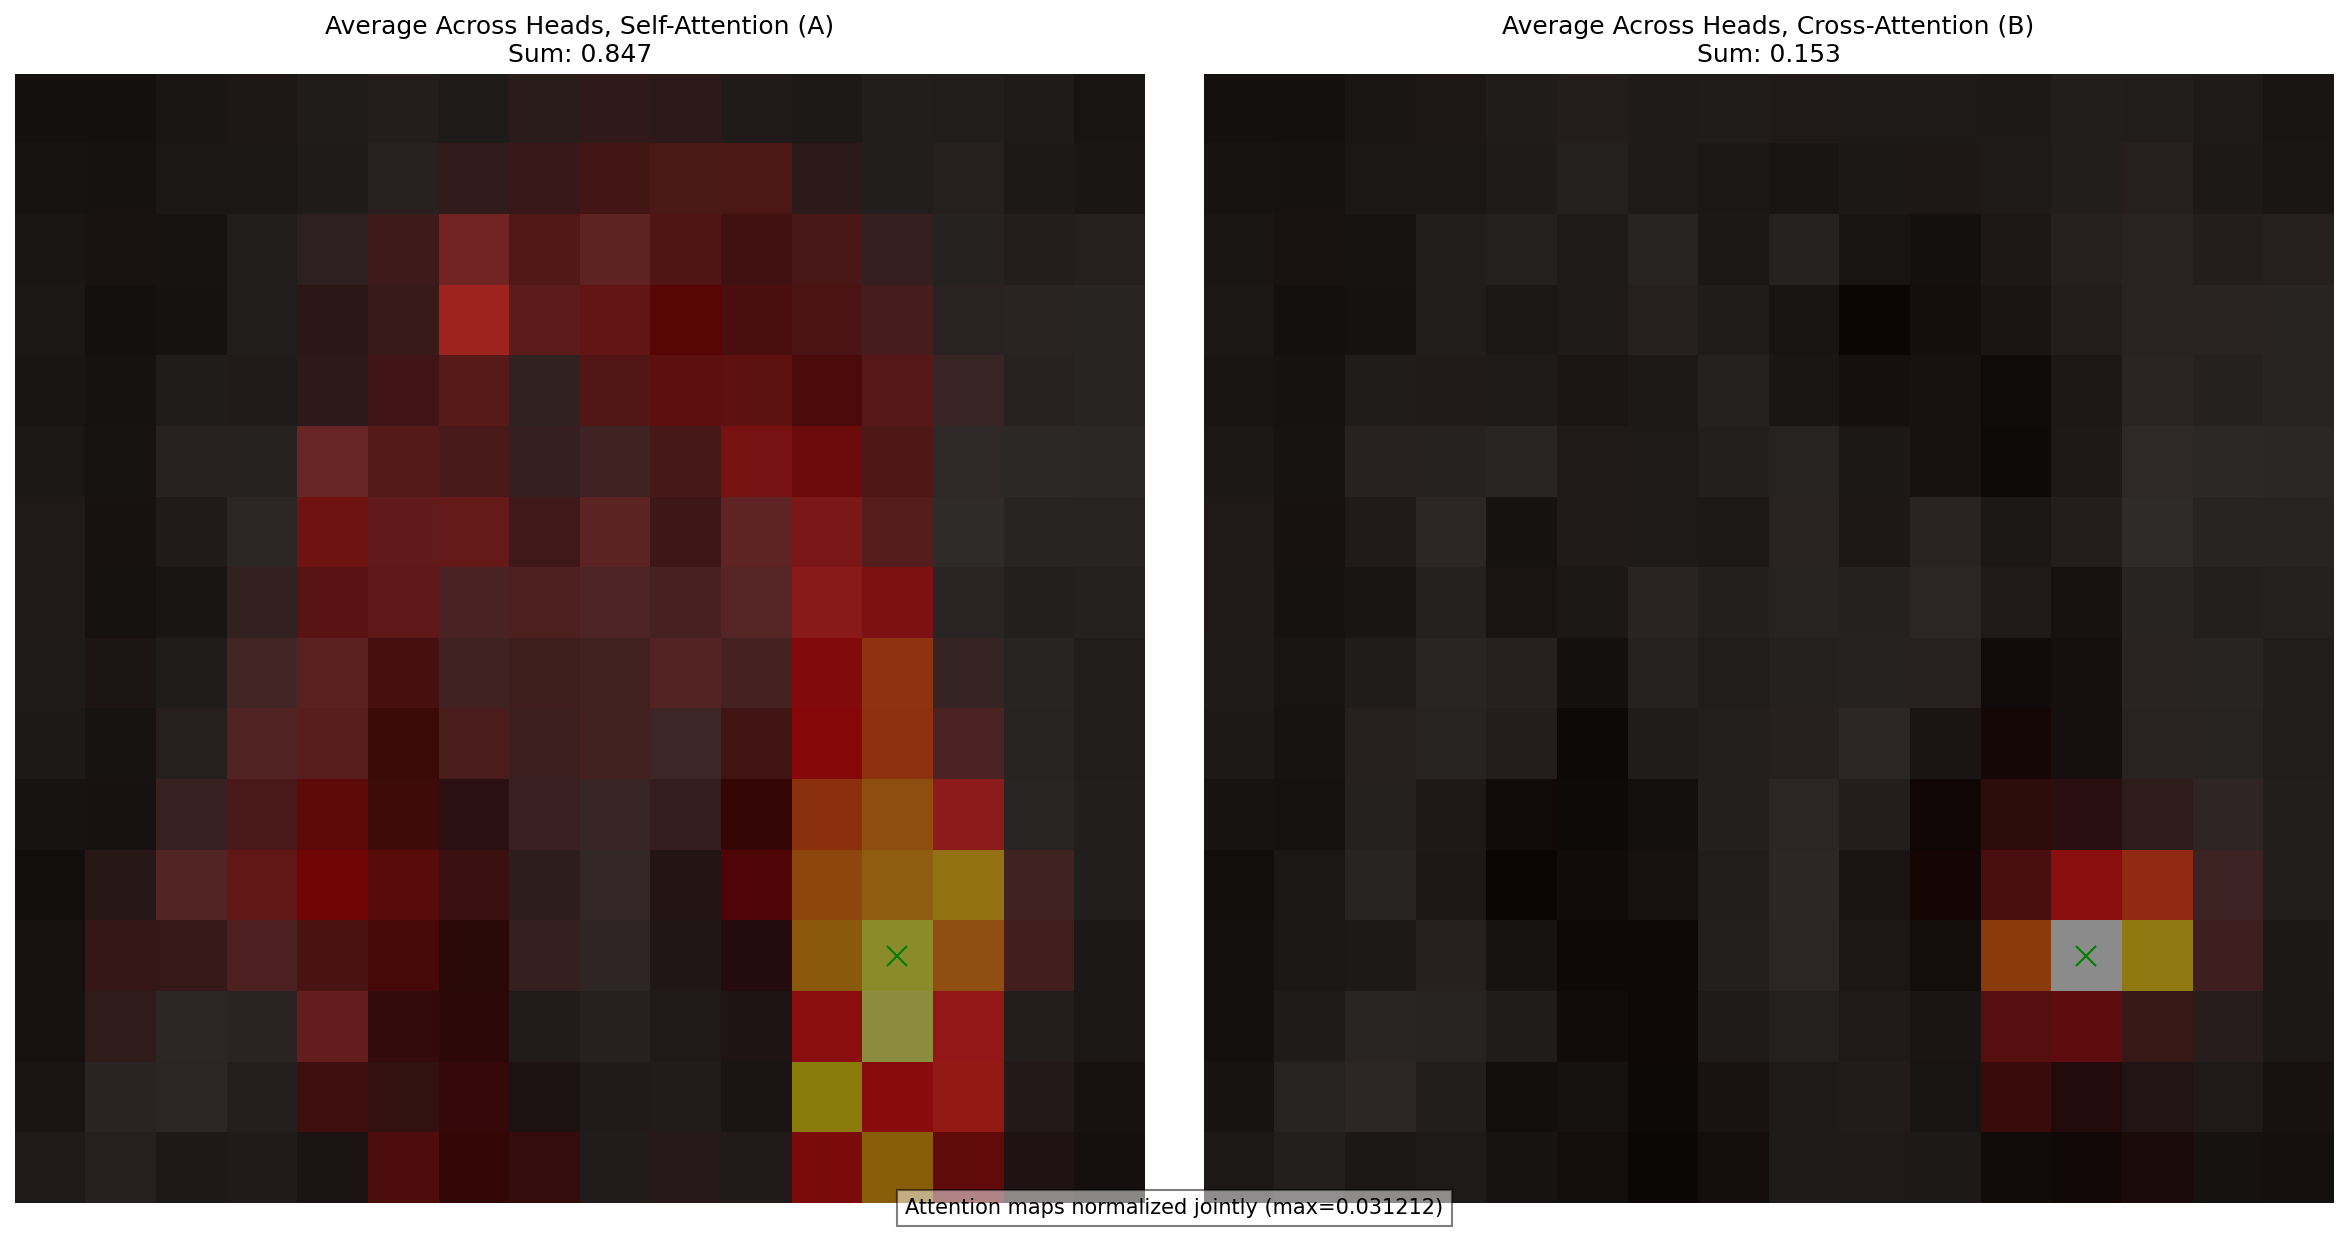 Average Across Heads, Self-Attention (A)
Sum: 0.847
Average Across Heads, Cross-Attention (B)
Sum: 0.153
Attention maps normalized jointly (max=0.031212)